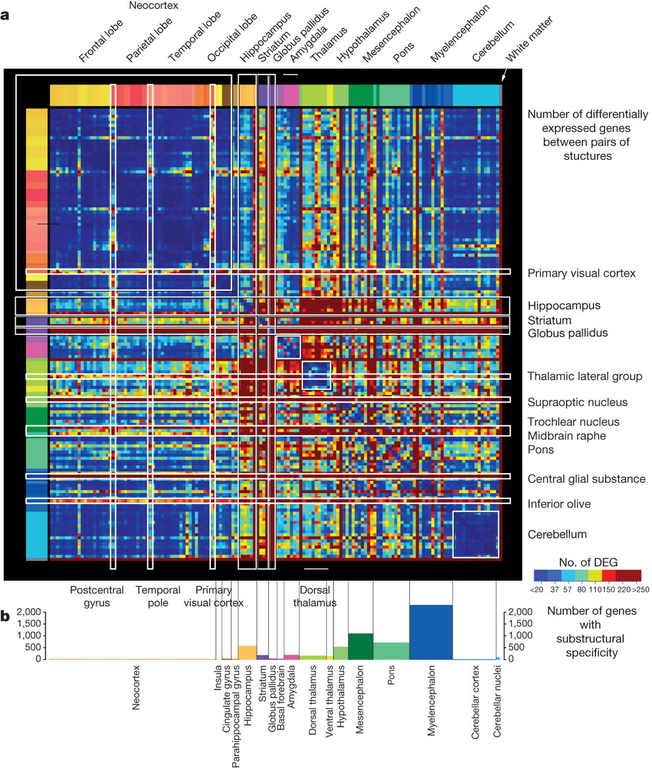 a
Neocortex
Frontal lobe
Parietal lobe
Temporal lobe
Occipital lobe
Hippocampus
Striatum
Globus pallidus
Amygdala
Thalamus
Hypothalamus
Mesencephalon
Pons
Myelencephalon
Cerebellum
White matter
Number of differentially
expressed genes
between pairs of
stuctures
Primary visual cortex
Hippocampus
Striatum
Globus pallidus
Thalamic lateral group
Supraoptic nucleus
Trochlear nucleus
Midbrain raphe
Pons
Central glial substance
Inferior olive
Cerebellum
No. of DEG
<20 37 57 80 110 150 220 >250
Postcentral
gyrus
Temporal
pole
Primary
visual cortex
Dorsal
thalamus
b
2,000
1,500
1,000
500
0
2,000
1,500
1,000
500
0
Number of genes
with
substructural
specificity
Neocortex
Insula
Cingulate gyrus
Parahippocampal gyrus
Hippocampus
Striatum
Globus pallidus
Basal forebrain
Amygdala
Dorsal thalamus
Ventral thalamus
Hypothalamus
Mesencephalon
Pons
Myelencephalon
Cerebellar cortex
Cerebellar nuclei